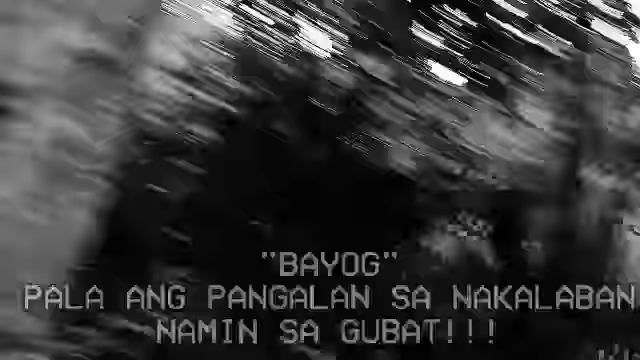 "BAYOG"
PALA ANG PANGALAN SA NAKALABAN
NAMIN SA GUBAT!!!